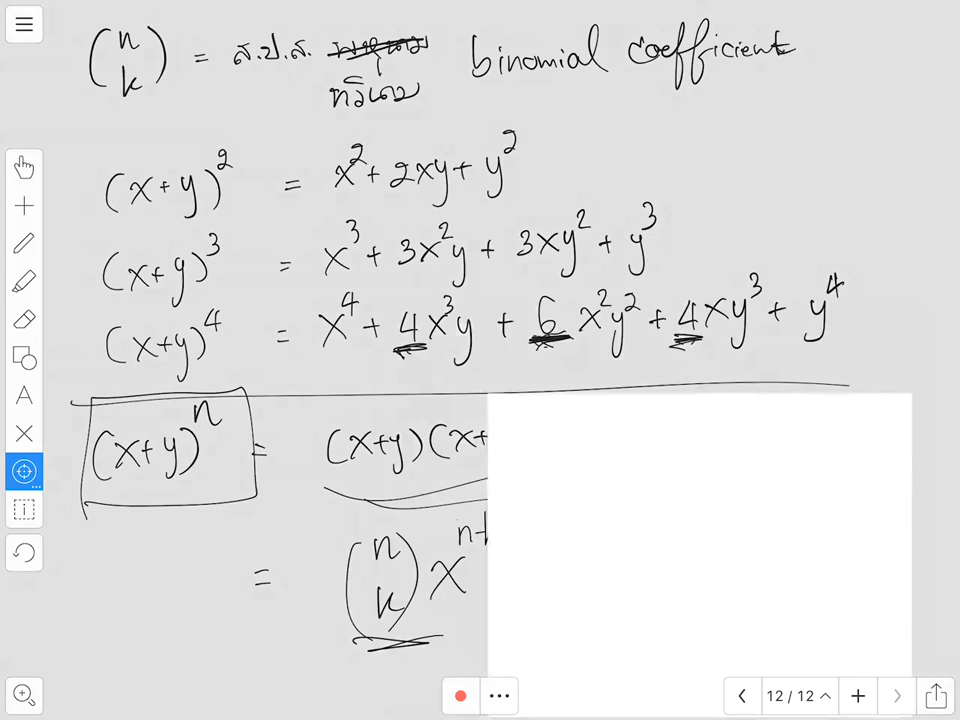 (n k) = ส.ป.ส. ทวินาม binomial coefficient
(x+y)^2 = x^2 + 2xy + y^2
(x+y)^3 = x^3 + 3x^2y + 3xy^2 + y^3
(x+y)^4 = x^4 + 4x^3y + 6x^2y^2 + 4xy^3 + y^4
(x+y)^n = (x+y)(x+
= (n k) x^n-
12 / 12